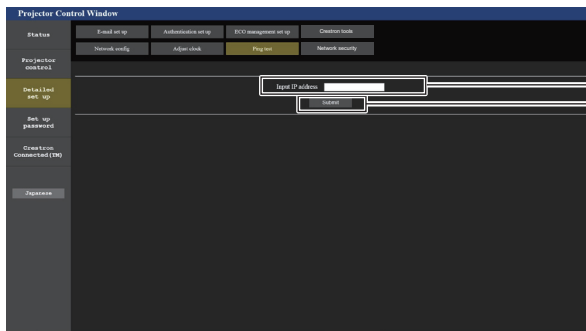 Projector Control Window
Status
E-mail set up
Authentication set up
ECO management set up
Crestron tools
Network config
Adjust clock
Ping test
Network security
Projector
control
Detailed
set up
Input IP address
Submit
Set up
password
Crestron
Connected(TM)
Japanese